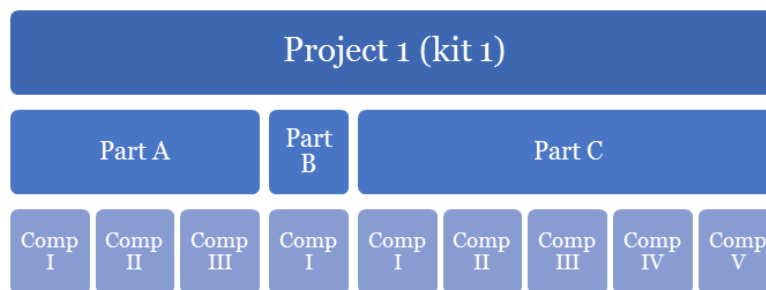 Project 1 (kit 1)
Part A
Part
B
Part C
Comp
I
Comp
II
Comp
III
Comp
I
Comp
I
Comp
II
Comp
III
Comp
IV
Comp
V